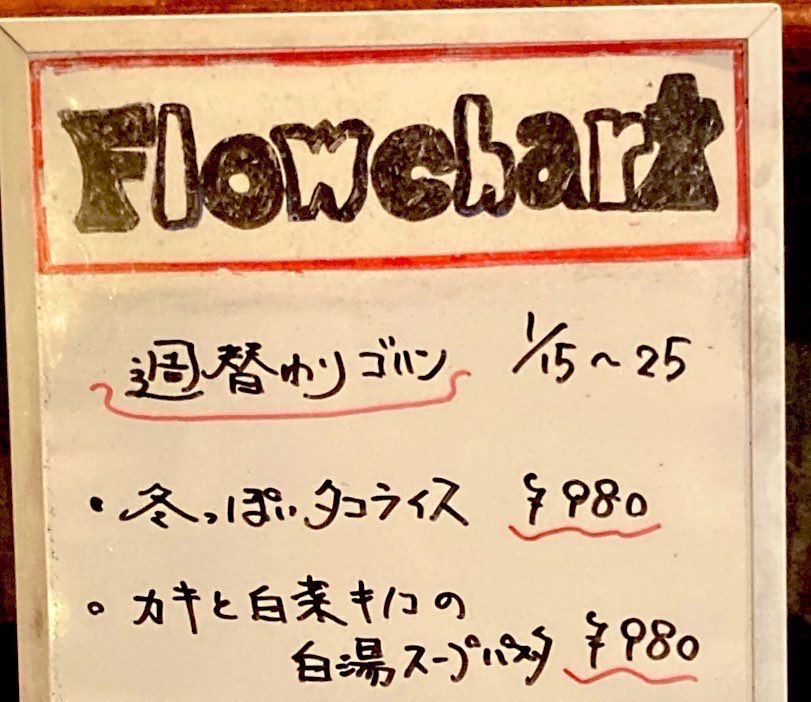 Flowchart
週替わりゴハン 1/15～25
・冬っぽいタコライス ¥980
・カキと白菜キノコの
白湯スープパスタ ¥980